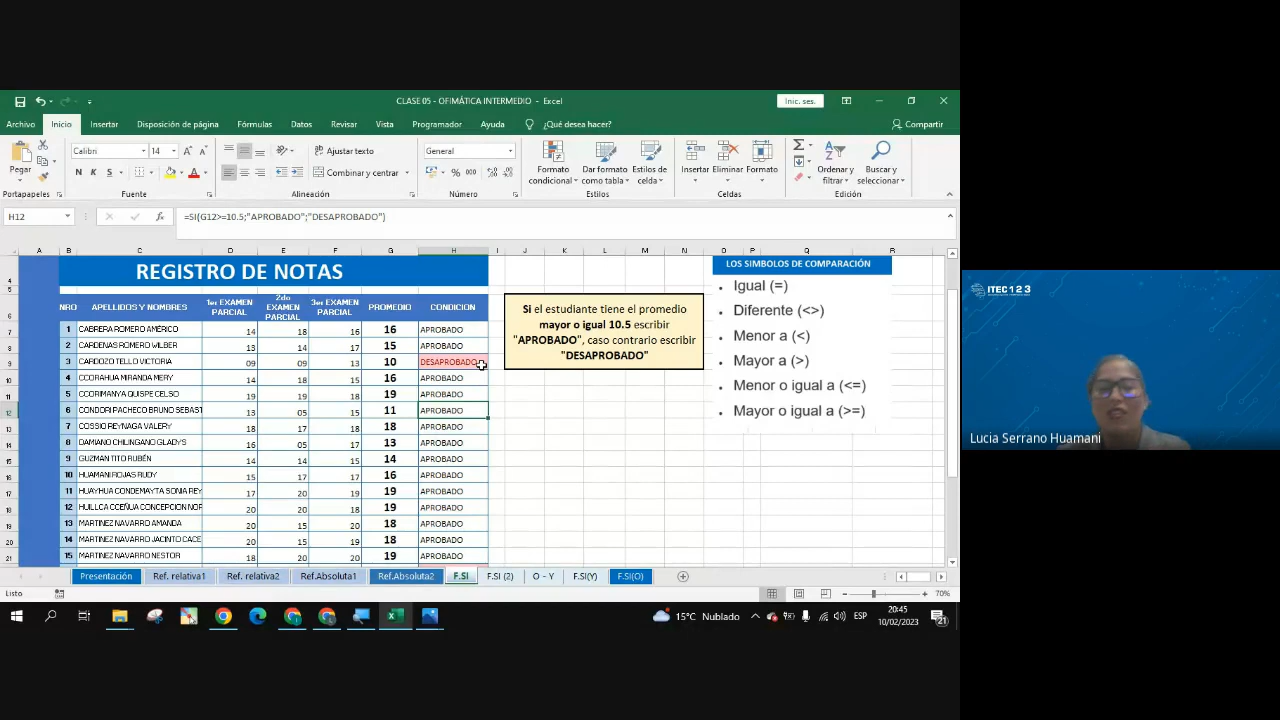 CLASE 05 - OFIMÁTICA INTERMEDIO - Excel
Inic. ses.
Archivo Inicio Insertar Disposición de página Fórmulas Datos Revisar Vista Programador Ayuda ¿Qué desea hacer? Compartir
Pegar
Calibri 14
N K S
Ajustar texto
Combinar y centrar
General
Formato condicional
Dar formato como tabla
Estilos de celda
Insertar Eliminar Formato
Ordenar y filtrar
Buscar y seleccionar
Portapapeles Fuente Alineación Número Estilos Celdas Edición
H12 fx =SI(G12>=10.5;"APROBADO";"DESAPROBADO")
A B C D E F G H I J K L M N O P Q R
REGISTRO DE NOTAS
NRO APELLIDOS Y NOMBRES 1er EXAMEN PARCIAL 2do EXAMEN PARCIAL 3er EXAMEN PARCIAL PROMEDIO CONDICION
1 CABRERA ROMERO AMÉRICO 14 18 16 16 APROBADO
2 CARDENAS ROMERO WILBER 13 14 17 15 APROBADO
3 CARDOZO TELLO VICTORIA 09 09 13 10 DESAPROBADO
4 CCORAHUA MIRANDA MERY 14 18 15 16 APROBADO
5 CCORIMANYA QUISPE CELSO 19 19 18 19 APROBADO
6 CONDORI PACHECO BRUNO SEBAST 13 05 15 11 APROBADO
7 COSSIO REYNAGA VALERY 18 17 18 18 APROBADO
8 DAMIANO CHILINGANO GLADYS 16 05 17 13 APROBADO
9 GUZMAN TITO RUBÉN 14 14 15 14 APROBADO
10 HUAMANI ROJAS RUDY 15 17 17 16 APROBADO
11 HUAYHUA CONDEMAYTA SONIA REY 17 20 19 19 APROBADO
12 HUILLCA CCEÑUA CONCEPCION NOR 20 20 18 19 APROBADO
13 MARTINEZ NAVARRO AMANDA 20 15 19 18 APROBADO
14 MARTINEZ NAVARRO JACINTO CACE 20 15 19 18 APROBADO
15 MARTINEZ NAVARRO NESTOR 18 20 20 19 APROBADO
Si el estudiante tiene el promedio
mayor o igual 10.5 escribir
"APROBADO", caso contrario escribir
"DESAPROBADO"
LOS SIMBOLOS DE COMPARACIÓN
• Igual (=)
• Diferente (<>)
• Menor a (<)
• Mayor a (>)
• Menor o igual a (<=)
• Mayor o igual a (>=)
Presentación Ref. relativa1 Ref. relativa2 Ref.Absoluta1 Ref.Absoluta2 F.SI F.SI (2) O - Y F.SI(Y) F.SI(O)
Listo
70%
15°C Nublado
ESP
20:45
10/02/2023
21
ITEC 1 2 3
Lucia Serrano Huamani